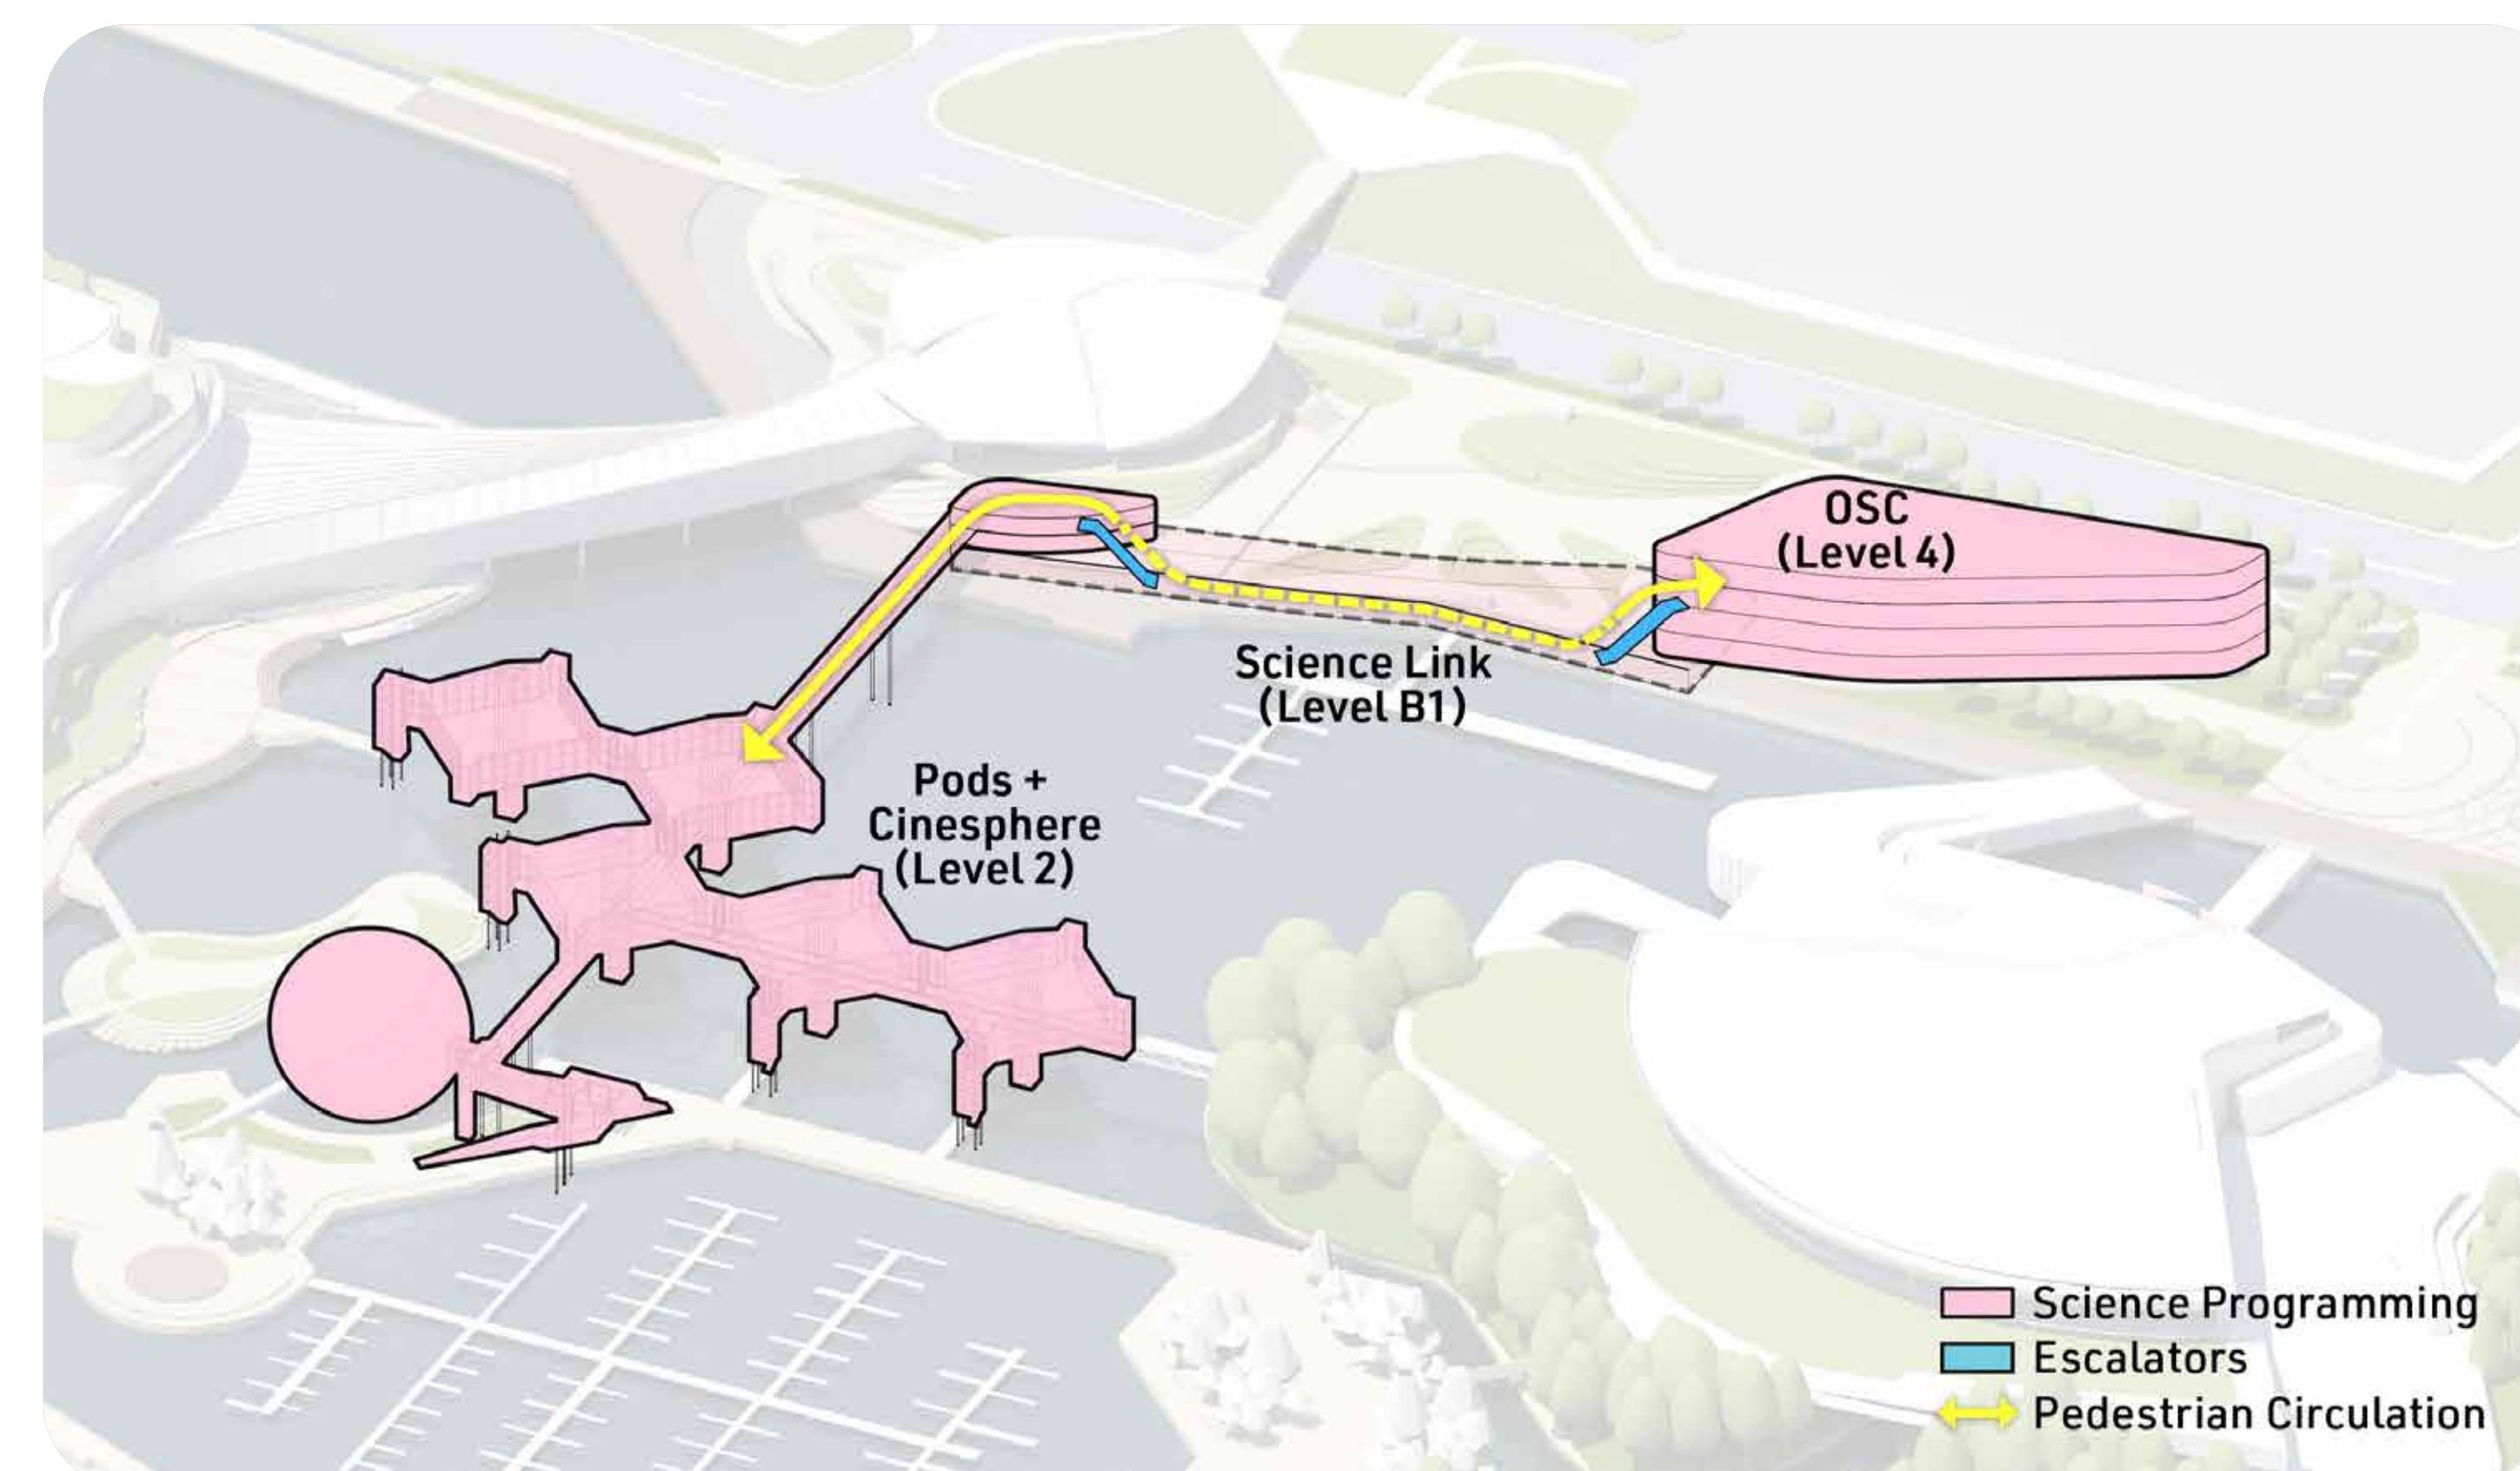 OSC
(Level 4)
Science Link
(Level B1)
Pods +
Cinesphere
(Level 2)
Science Programming
Escalators
Pedestrian Circulation